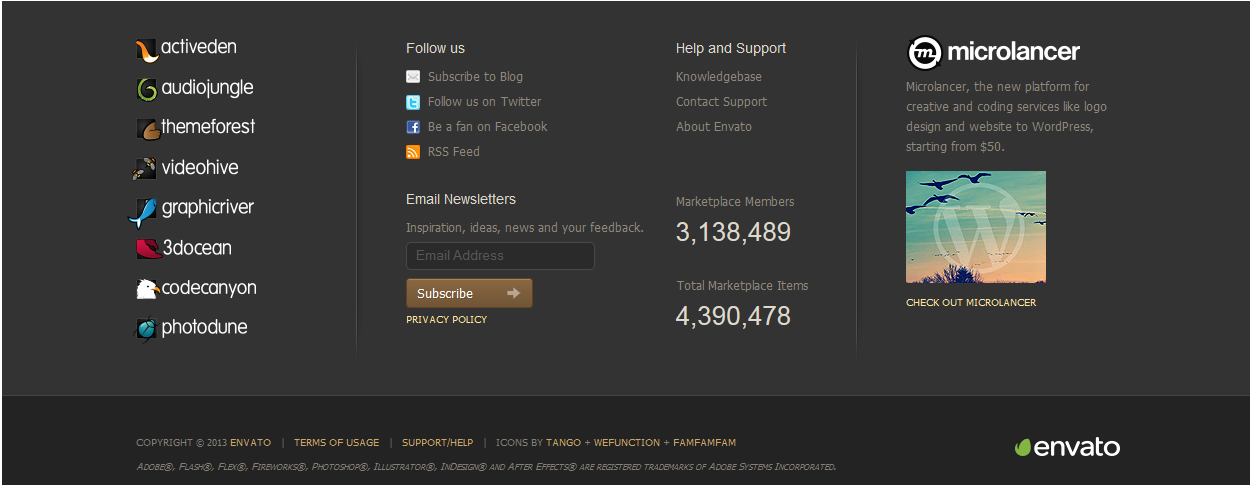 activeden
audiojungle
themeforest
videohive
graphicriver
3docean
codecanyon
photodune
Follow us
Subscribe to Blog
Follow us on Twitter
Be a fan on Facebook
RSS Feed
Email Newsletters
Inspiration, ideas, news and your feedback.
Email Address
Subscribe
PRIVACY POLICY
Help and Support
Knowledgebase
Contact Support
About Envato
Marketplace Members
3,138,489
Total Marketplace Items
4,390,478
m microlancer
Microlancer, the new platform for
creative and coding services like logo
design and website to WordPress,
starting from $50.
W
CHECK OUT MICROLANCER
COPYRIGHT © 2013 ENVATO | TERMS OF USAGE | SUPPORT/HELP | ICONS BY TANGO + WEFUNCTION + FAMFAMFAM
ADOBE®, FLASH®, FLEX®, FIREWORKS®, PHOTOSHOP®, ILLUSTRATOR®, INDESIGN® AND AFTER EFFECTS® ARE REGISTERED TRADEMARKS OF ADOBE SYSTEMS INCORPORATED.
envato